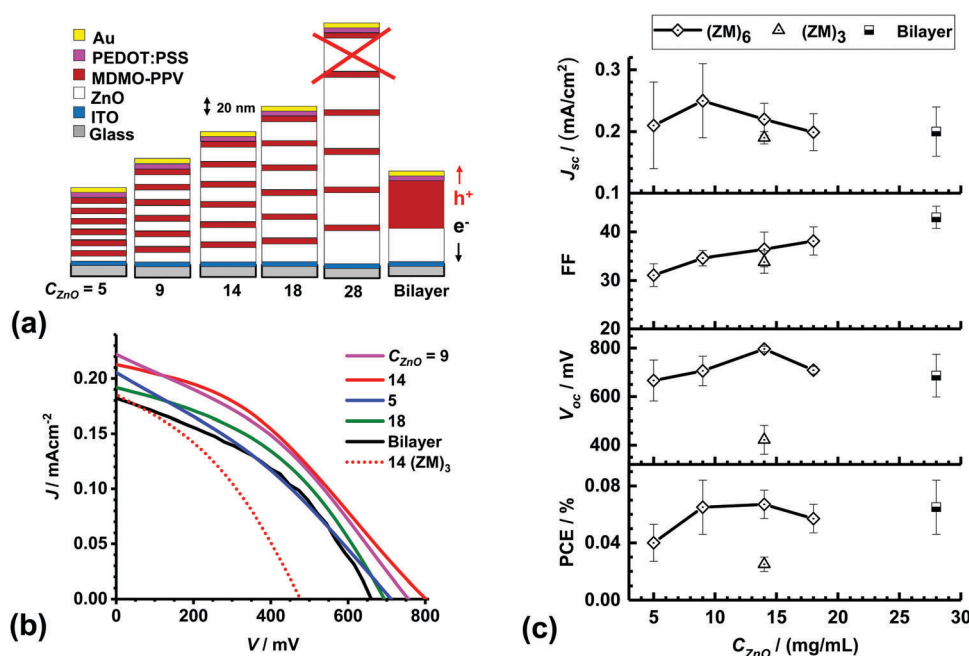 Au
PEDOT:PSS
MDMO-PPV
ZnO
ITO
Glass
20 nm
h+
e-
C_ZnO = 5 9 14 18 28 Bilayer
(a)
0.20
0.15
0.10
0.05
0.00
J / mAcm-2
0 200 400 600 800
V / mV
C_ZnO = 9
14
5
18
Bilayer
14 (ZM)3
(b)
(ZM)6 (ZM)3 Bilayer
0.3
0.2
0.1
Jsc / (mA/cm2)
40
30
20
FF
800
600
400
Voc / mV
0.08
0.04
0.00
PCE / %
5 10 15 20 25 30
C_ZnO / (mg/mL)
(c)